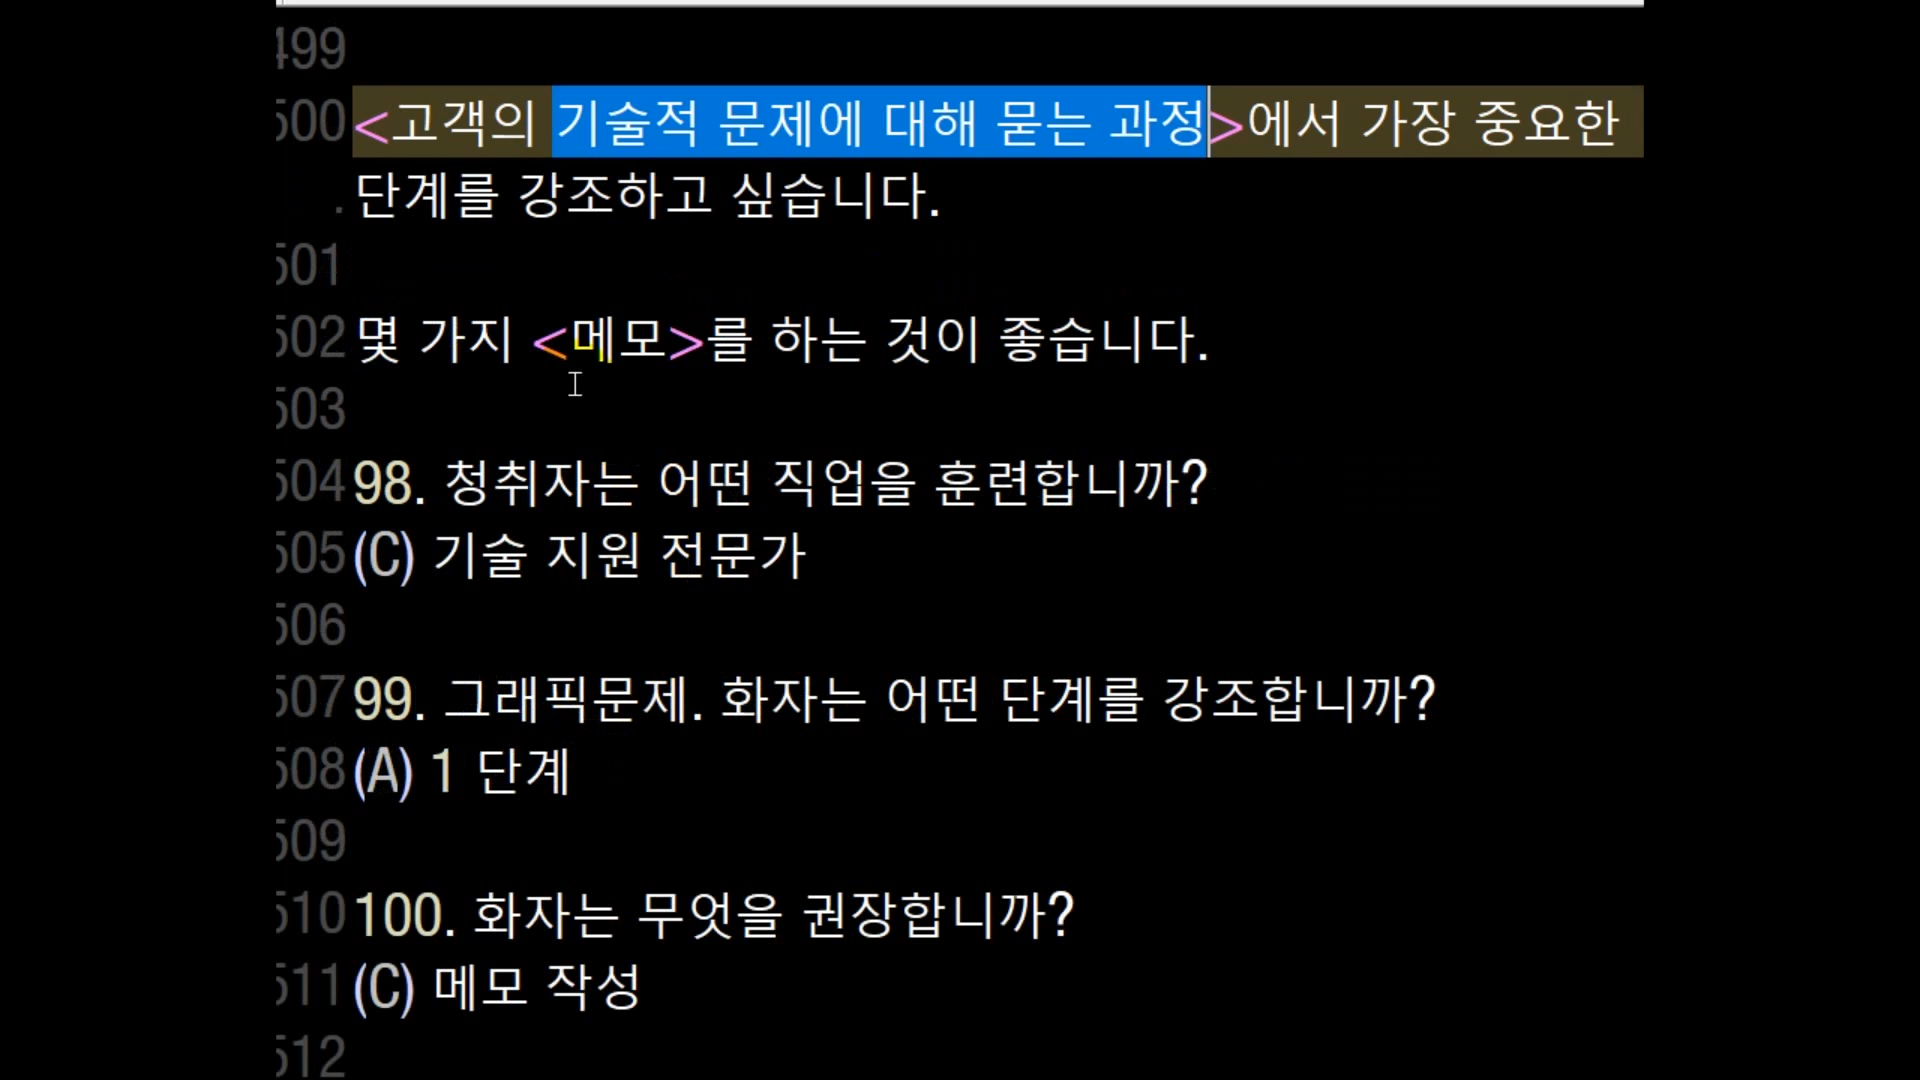 499
500 <고객의 기술적 문제에 대해 묻는 과정>에서 가장 중요한
. 단계를 강조하고 싶습니다.
501
502 몇 가지 <메모>를 하는 것이 좋습니다.
503
504 98. 청취자는 어떤 직업을 훈련합니까?
505 (C) 기술 지원 전문가
506
507 99. 그래픽문제. 화자는 어떤 단계를 강조합니까?
508 (A) 1 단계
509
510 100. 화자는 무엇을 권장합니까?
511 (C) 메모 작성
512